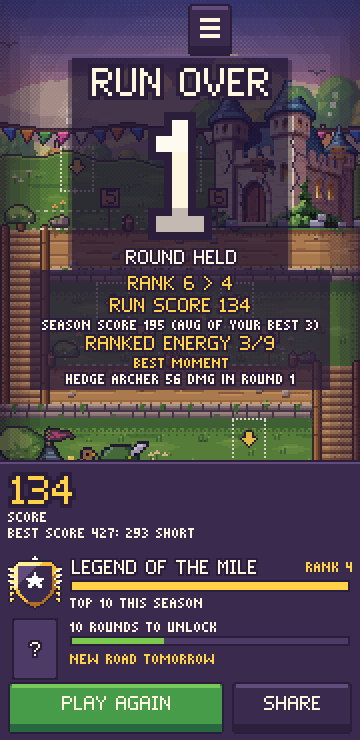 RUN OVER
1
ROUND HELD
RANK 6 > 4
RUN SCORE 134
SEASON SCORE 195 (AVG OF YOUR BEST 3)
RANKED ENERGY 3/9
BEST MOMENT
HEDGE ARCHER 56 DMG IN ROUND 1
134
SCORE
BEST SCORE 427: 293 SHORT
LEGEND OF THE MILE RANK 4
TOP 10 THIS SEASON
10 ROUNDS TO UNLOCK
?
NEW ROAD TOMORROW
PLAY AGAIN SHARE